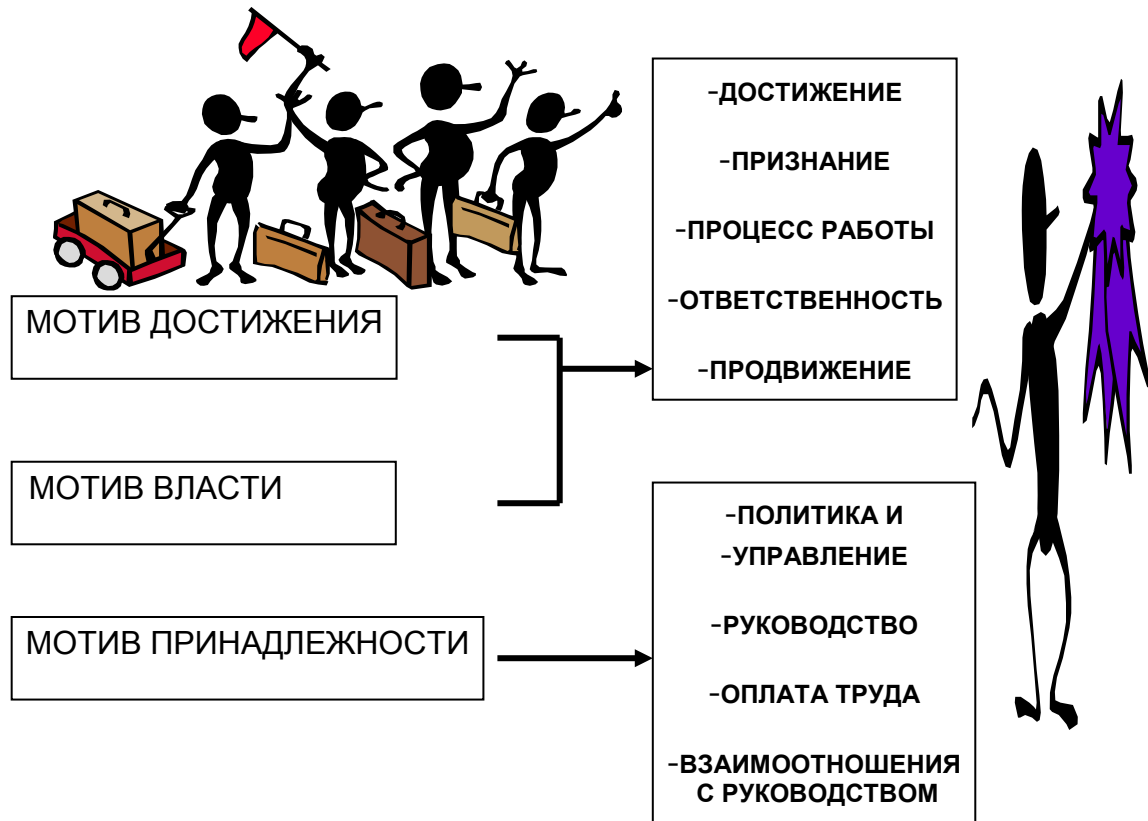 МОТИВ ДОСТИЖЕНИЯ
МОТИВ ВЛАСТИ
МОТИВ ПРИНАДЛЕЖНОСТИ
-ДОСТИЖЕНИЕ
-ПРИЗНАНИЕ
-ПРОЦЕСС РАБОТЫ
-ОТВЕТСТВЕННОСТЬ
-ПРОДВИЖЕНИЕ
-ПОЛИТИКА И
-УПРАВЛЕНИЕ
-РУКОВОДСТВО
-ОПЛАТА ТРУДА
-ВЗАИМООТНОШЕНИЯ
С РУКОВОДСТВОМ